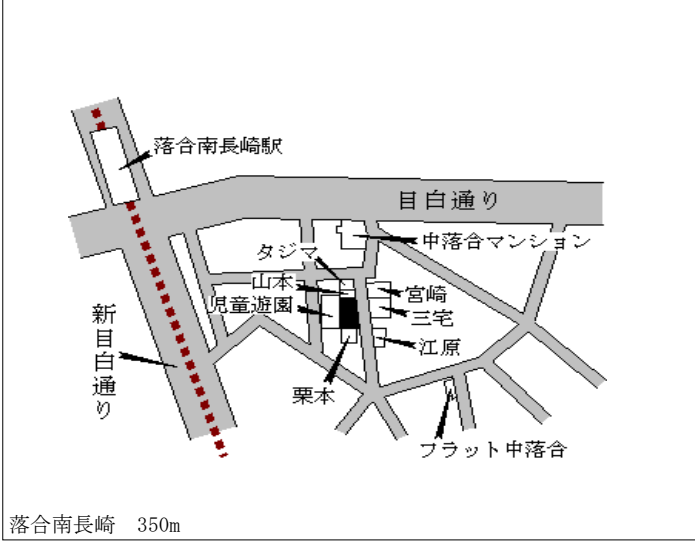 落合南長崎駅
目白通り
中落合マンション
タジマ
山本
児童遊園
宮崎
三宅
江原
栗本
新目白通り
フラット中落合
落合南長崎　350m